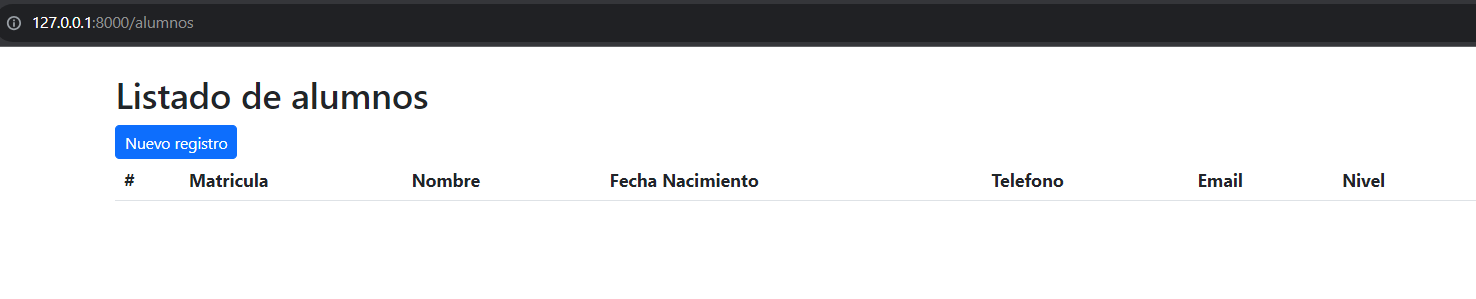 127.0.0.1:8000/alumnos
Listado de alumnos
Nuevo registro
# Matricula Nombre Fecha Nacimiento Telefono Email Nivel